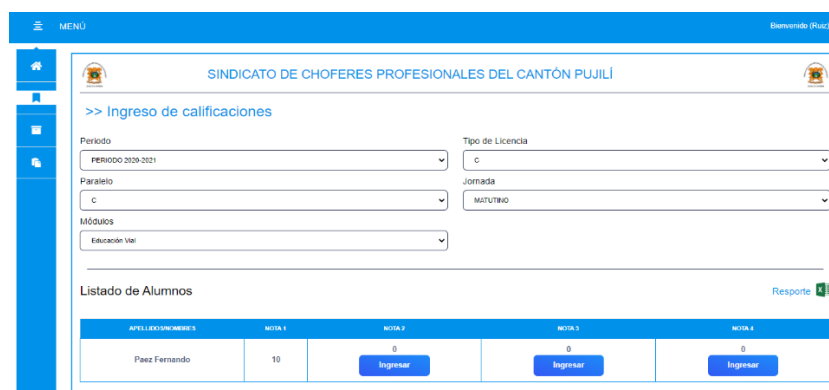 MENÚ
Bienvenido (Ruiz)
SINDICATO DE CHOFERES PROFESIONALES DEL CANTÓN PUJILÍ
>> Ingreso de calificaciones
Periodo
Tipo de Licencia
PERIODO 2020-2021
C
Paralelo
Jornada
C
MATUTINO
Módulos
Educación Vial
Listado de Alumnos
Resporte
APELLIDOS/NOMBRES NOTA 1 NOTA 2 NOTA 3 NOTA 4
Paez Fernando 10 0 0 0
Ingresar Ingresar Ingresar